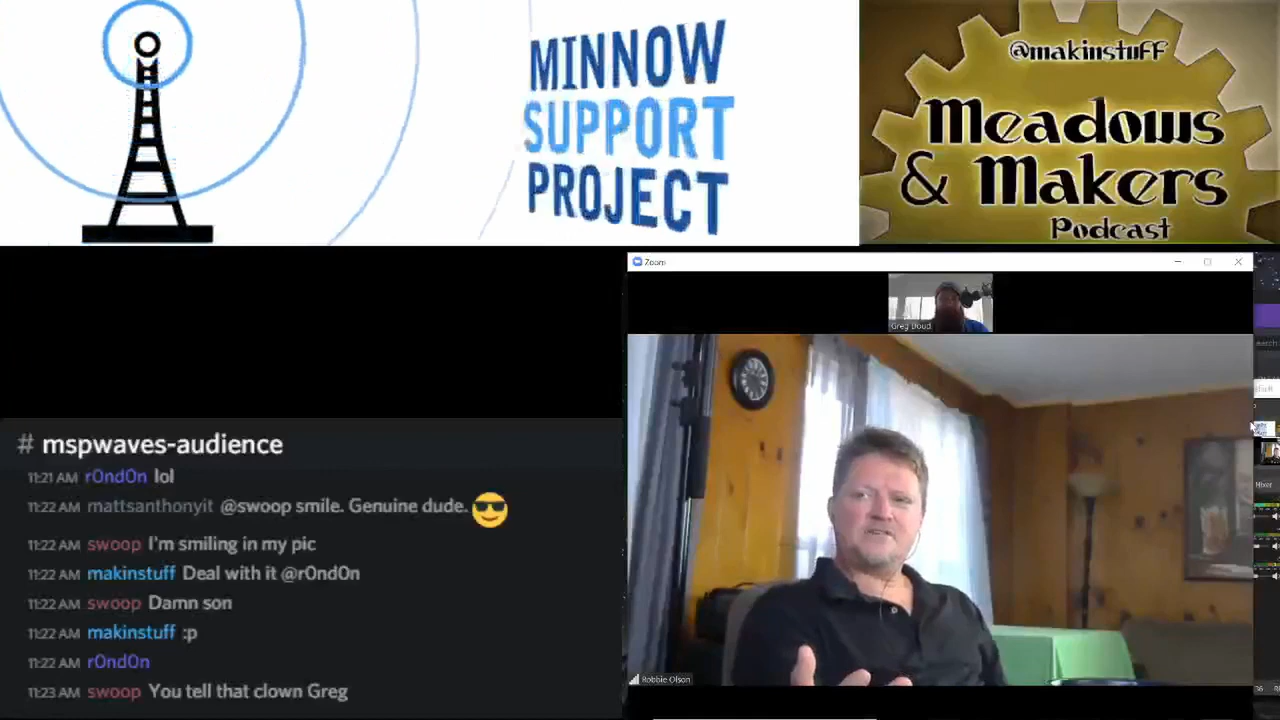 MINNOW
SUPPORT
PROJECT
@makinstuff
Meadows
& Makers
Podcast
Zoom
Greg Doud
# mspwaves-audience
11:21 AM r0nd0n lol
11:22 AM mattsanthonyit @swoop smile. Genuine dude. 😎
11:22 AM swoop I'm smiling in my pic
11:22 AM makinstuff Deal with it @r0nd0n
11:22 AM swoop Damn son
11:22 AM makinstuff :p
11:22 AM r0nd0n
11:23 AM swoop You tell that clown Greg
Robbie Olson
Mixer